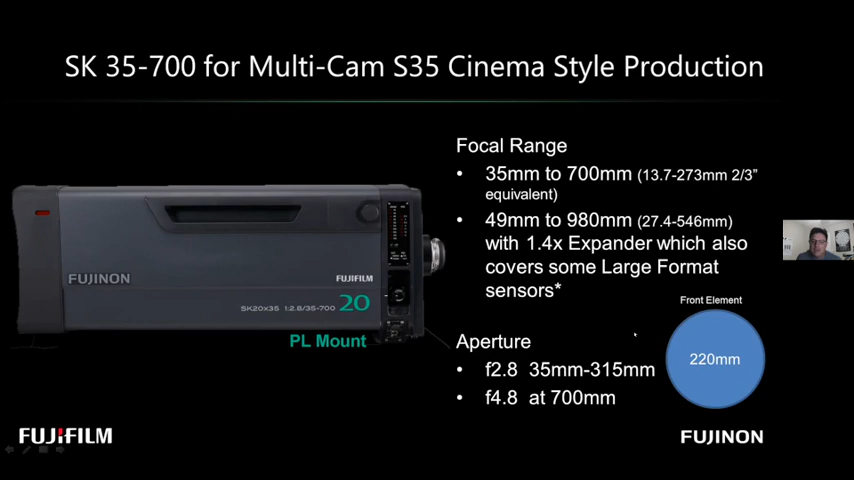 SK 35-700 for Multi-Cam S35 Cinema Style Production
Focal Range
• 35mm to 700mm (13.7-273mm 2/3”
equivalent)
• 49mm to 980mm (27.4-546mm)
with 1.4x Expander which also
covers some Large Format
sensors*
Front Element
220mm
Aperture
• f2.8 35mm-315mm
• f4.8 at 700mm
FUJINON
FUJIFILM
SK20x35 1:2.8/35-700 20
PL Mount
FUJIFILM
FUJINON